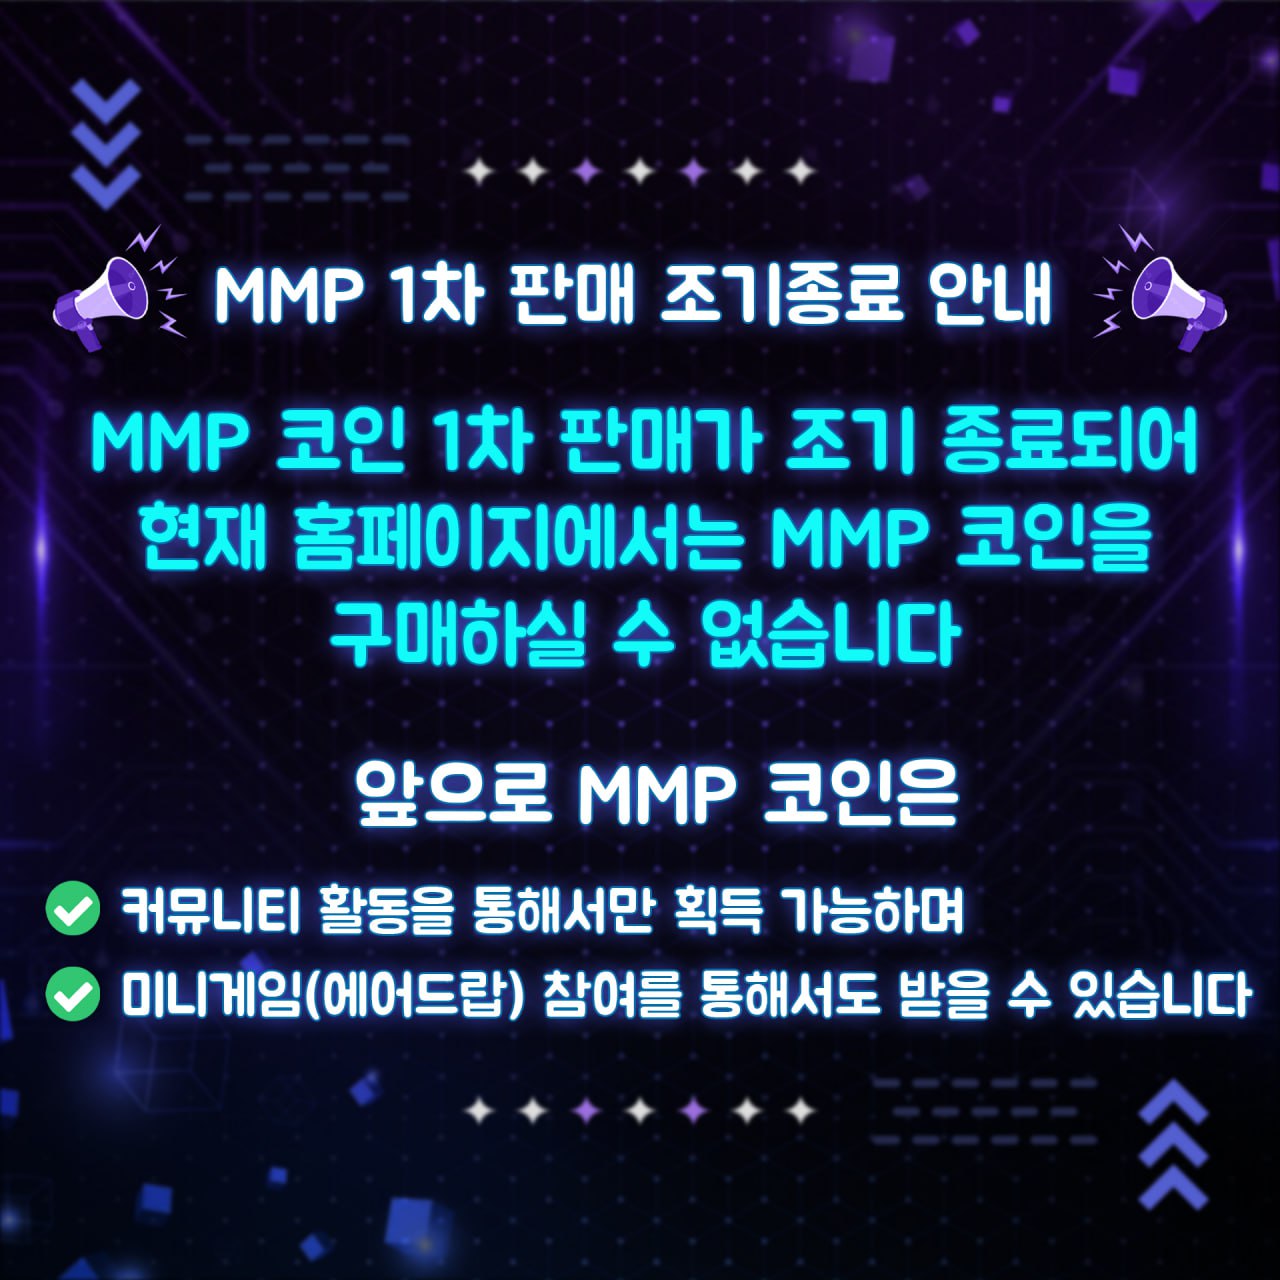 MMP 1차 판매 조기종료 안내
MMP 코인 1차 판매가 조기 종료되어
현재 홈페이지에서는 MMP 코인을
구매하실 수 없습니다
앞으로 MMP 코인은
커뮤니티 활동을 통해서만 획득 가능하며
미니게임(에어드랍) 참여를 통해서도 받을 수 있습니다